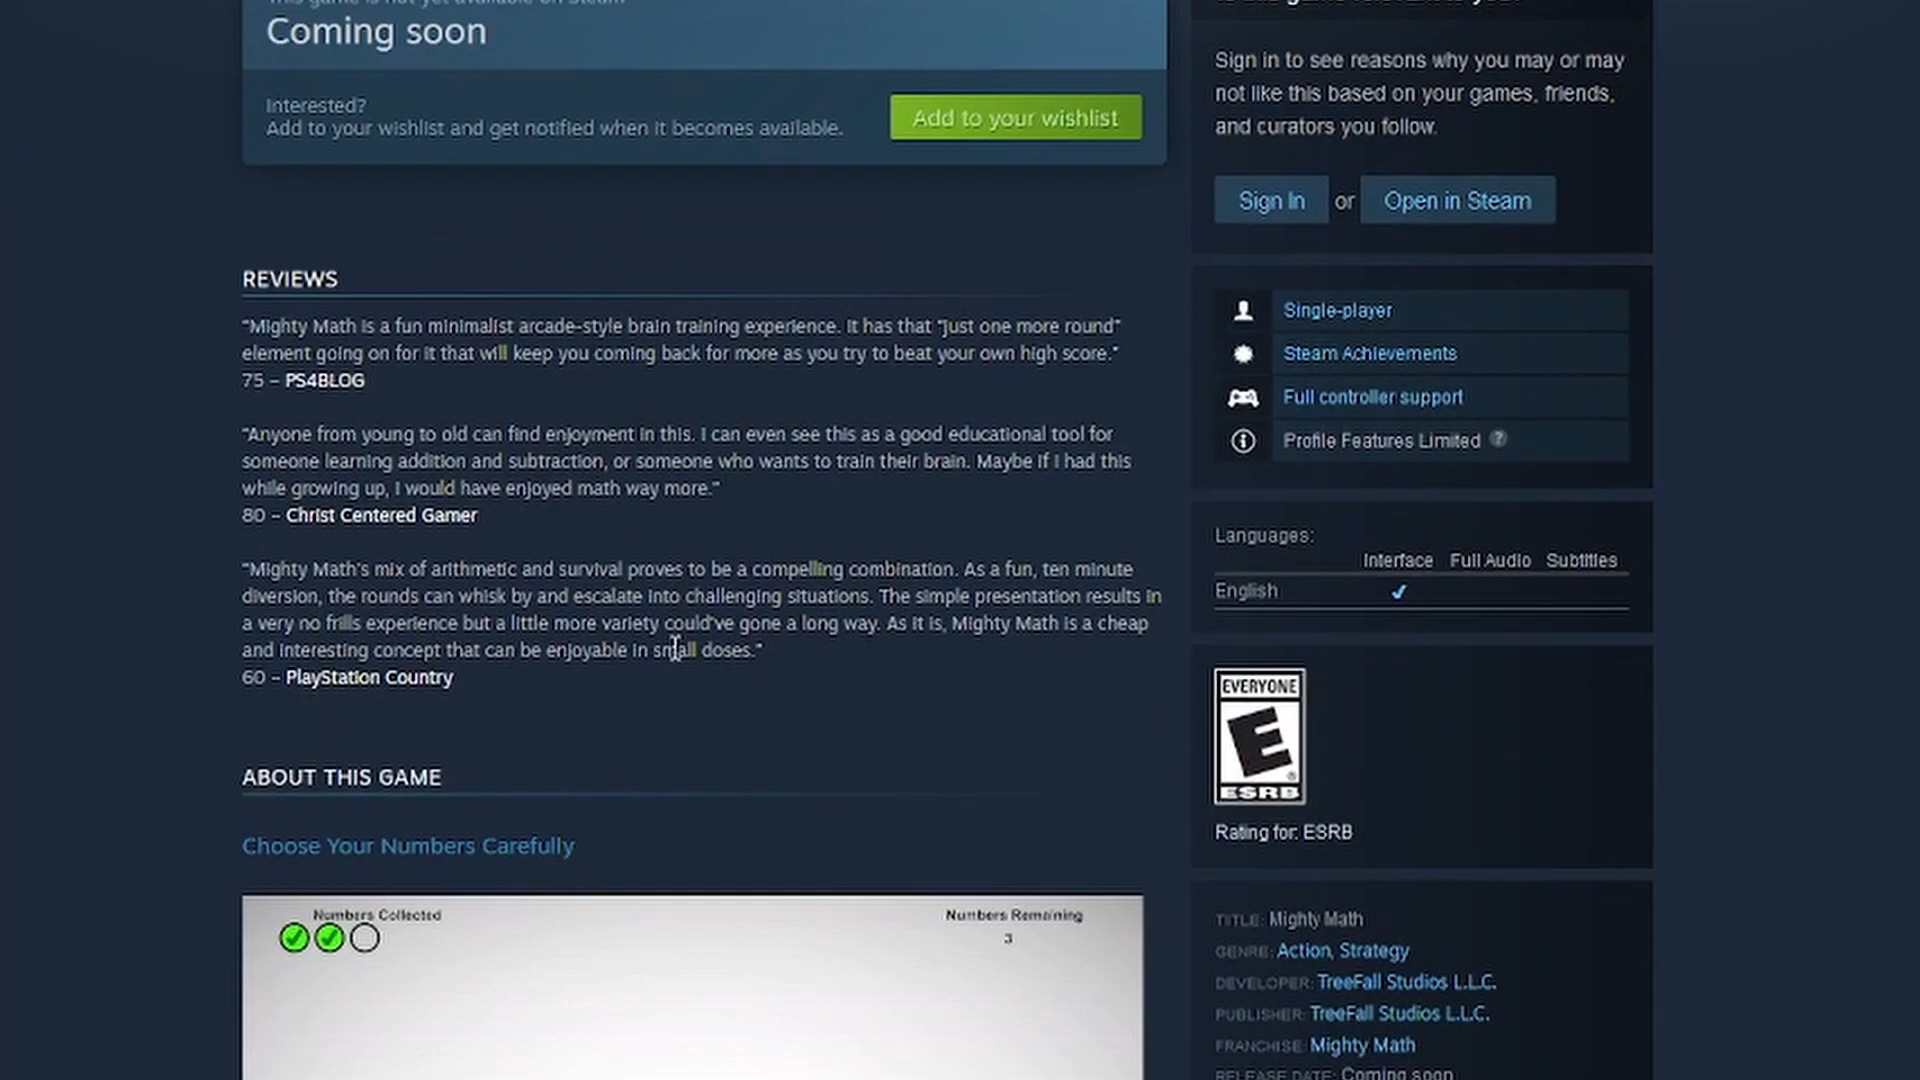 This game is not yet available on Steam
Coming soon
Interested?
Add to your wishlist and get notified when it becomes available.
Add to your wishlist
Sign in to see reasons why you may or may
not like this based on your games, friends,
and curators you follow.
Sign In or Open in Steam
REVIEWS
“Mighty Math is a fun minimalist arcade-style brain training experience. It has that “just one more round”
element going on for it that will keep you coming back for more as you try to beat your own high score.”
75 – PS4BLOG
“Anyone from young to old can find enjoyment in this. I can even see this as a good educational tool for
someone learning addition and subtraction, or someone who wants to train their brain. Maybe if I had this
while growing up, I would have enjoyed math way more.”
80 – Christ Centered Gamer
“Mighty Math's mix of arithmetic and survival proves to be a compelling combination. As a fun, ten minute
diversion, the rounds can whisk by and escalate into challenging situations. The simple presentation results in
a very no frills experience but a little more variety could've gone a long way. As it is, Mighty Math is a cheap
and interesting concept that can be enjoyable in small doses.”
60 – PlayStation Country
ABOUT THIS GAME
Choose Your Numbers Carefully
Numbers Collected
Numbers Remaining
3
Single-player
Steam Achievements
Full controller support
Profile Features Limited ?
Languages:
Interface Full Audio Subtitles
English ✔
EVERYONE
E
ESRB
Rating for: ESRB
TITLE: Mighty Math
GENRE: Action, Strategy
DEVELOPER: TreeFall Studios L.L.C.
PUBLISHER: TreeFall Studios L.L.C.
FRANCHISE: Mighty Math
RELEASE DATE: Coming soon